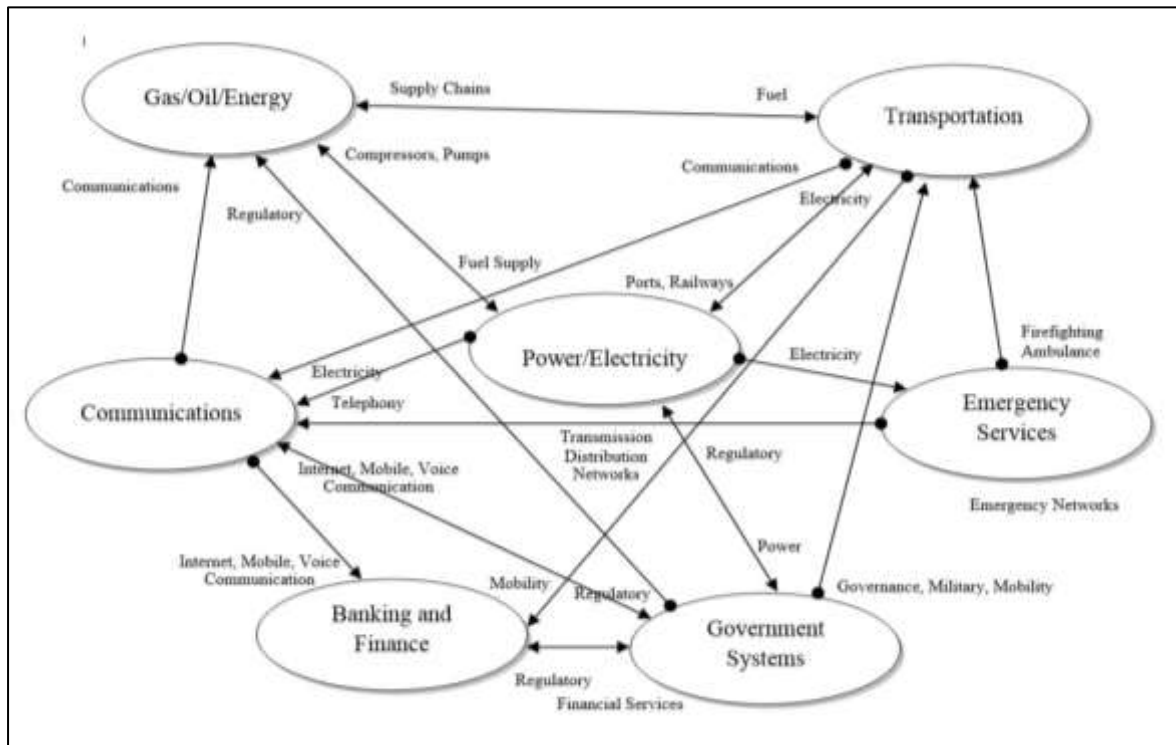 Gas/Oil/Energy
Supply Chains
Fuel
Transportation
Compressors, Pumps
Communications
Communications
Regulatory
Electricity
Fuel Supply
Ports, Railways
Power/Electricity
Electricity
Firefighting
Ambulance
Electricity
Telephony
Communications
Emergency
Services
Transmission
Distribution
Networks
Regulatory
Internet, Mobile, Voice
Communication
Emergency Networks
Power
Internet, Mobile, Voice
Communication
Mobility
Regulatory
Governance, Military, Mobility
Banking and
Finance
Government
Systems
Regulatory
Financial Services